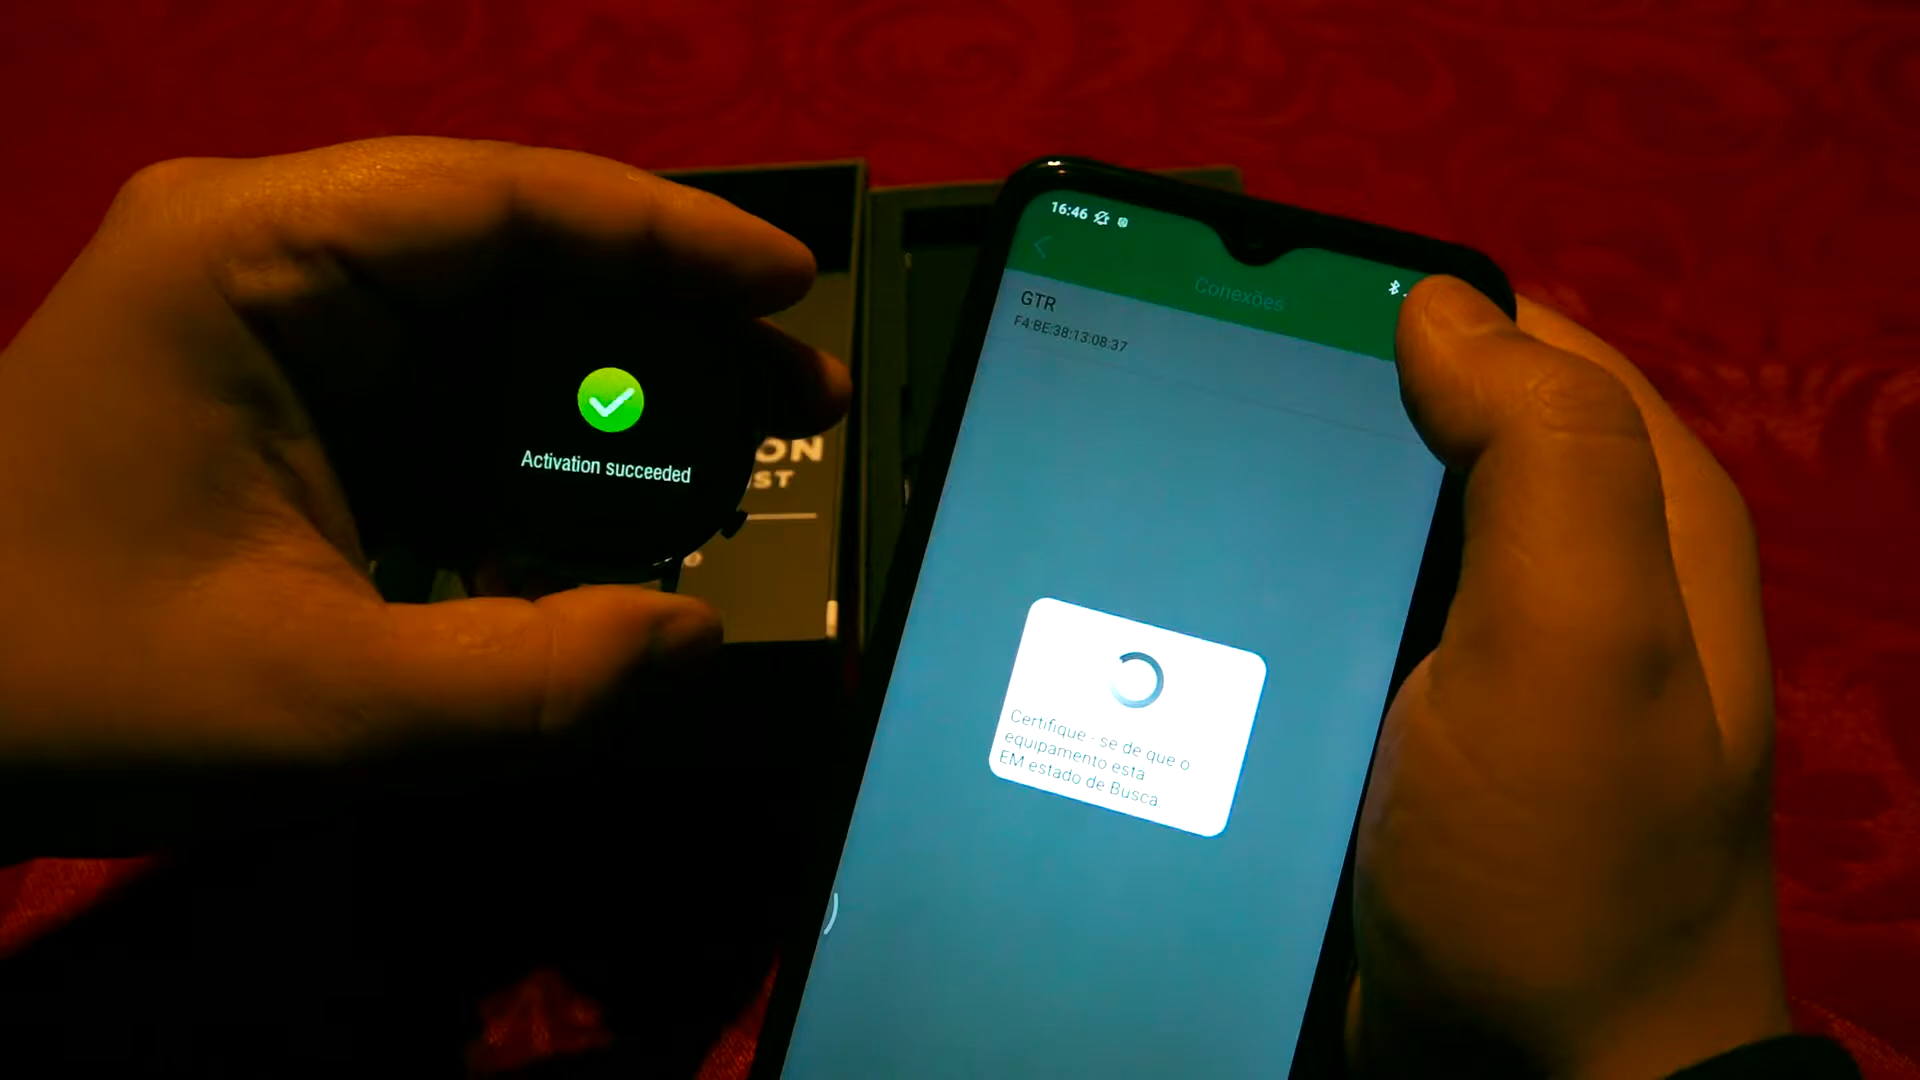 Activation succeeded
ON
ST
16:46
Conexões
GTR
F4:BE:38:13:08:37
Certifique - se de que o
equipamento esta
EM estado de Busca.